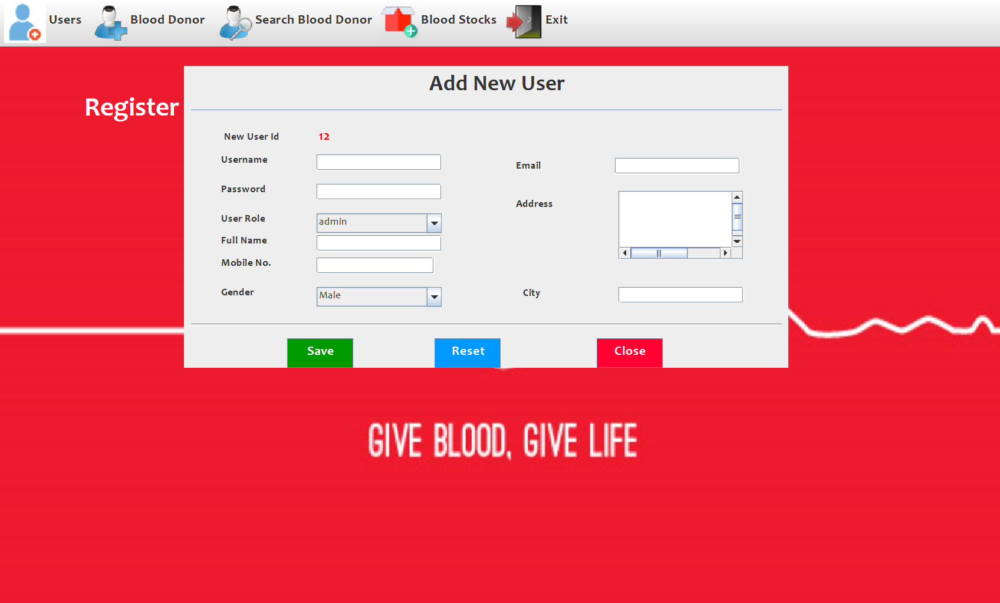 Users Blood Donor Search Blood Donor Blood Stocks Exit
Add New User
Register
New User Id 12
Username
Email
Password
Address
User Role admin
Full Name
Mobile No.
Gender Male
City
Save Reset Close
GIVE BLOOD, GIVE LIFE